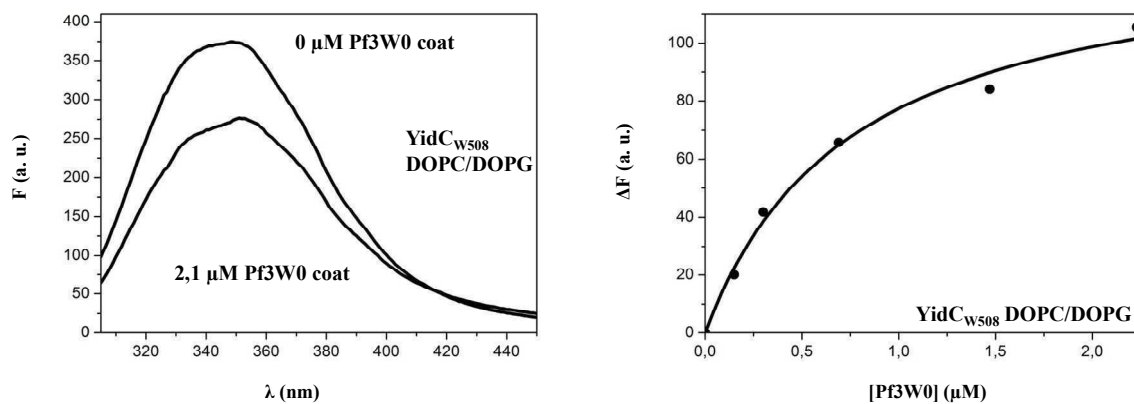 400
350
300
250
200
150
100
50
0
F (a. u.)
0 µM Pf3W0 coat
YidCW508
DOPC/DOPG
2,1 µM Pf3W0 coat
320 340 360 380 400 420 440
λ (nm)
100
80
60
40
20
0
ΔF (a. u.)
YidCW508 DOPC/DOPG
0,0 0,5 1,0 1,5 2,0
[Pf3W0] (µM)